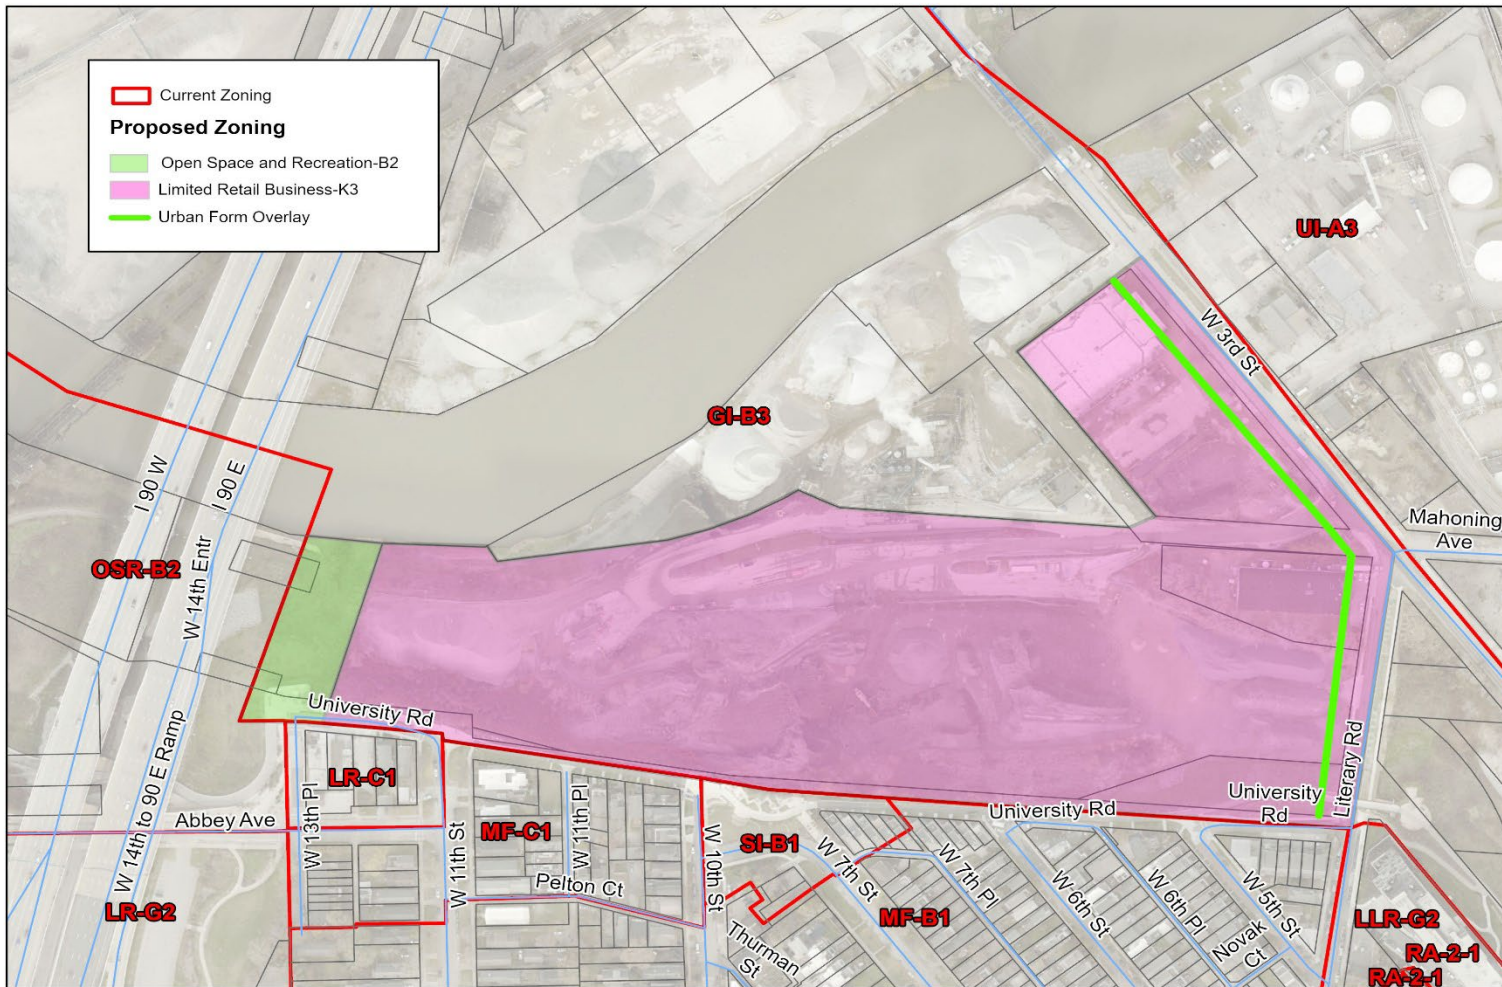 Current Zoning
Proposed Zoning
Open Space and Recreation-B2
Limited Retail Business-K3
Urban Form Overlay
UI-A3
W 3rd St
GI-B3
I 90 W
I 90 E
Mahoning
Ave
OSR-B2
W 14th Entr
University Rd
W 14th to 90 E Ramp
LR-C1
Abbey Ave
W 13th Pl
W 11th St
MF-C1
W 11th Pl
Pelton Ct
W 10th St
SI-B1
University Rd
University
Rd
Literary Rd
W 7th St
W 7th Pl
W 6th St
W 6th Pl
W 5th St
LR-G2
MF-B1
Thurman
St
Novak
Ct
LLR-G2
RA-2-1
RA-2-1